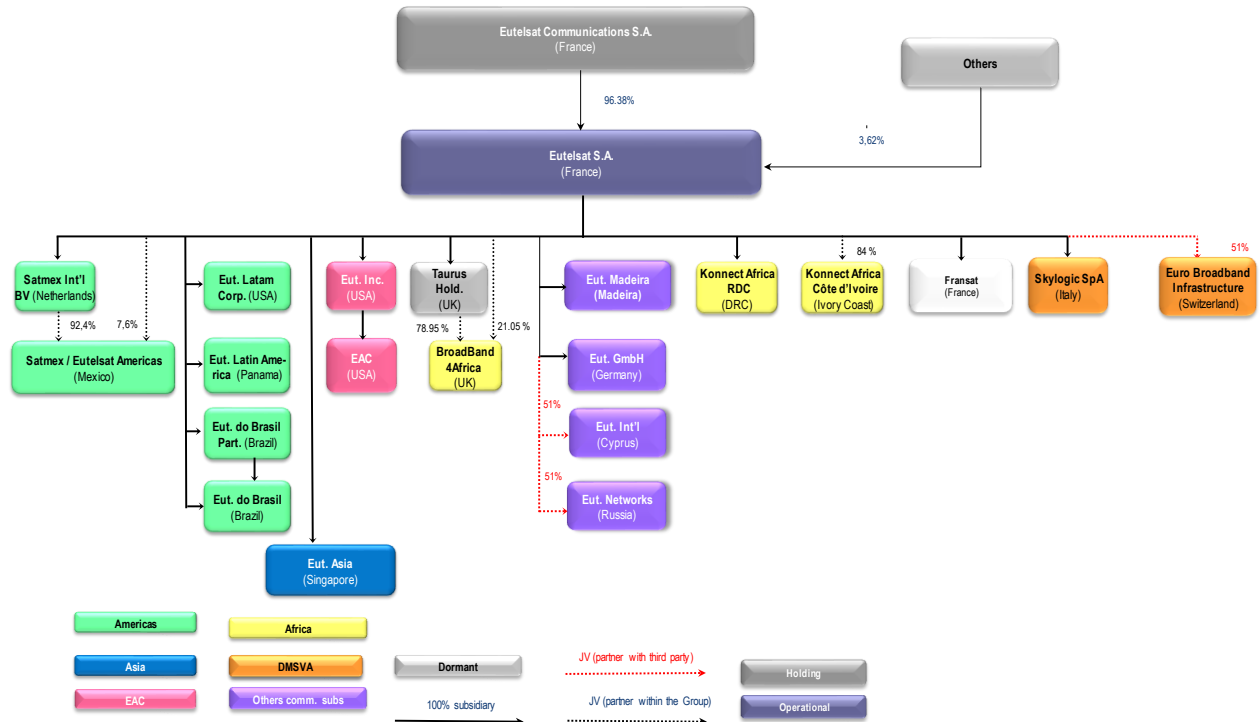 Eutelsat Communications S.A.
(France)
Others
96.38%
3,62%
Eutelsat S.A.
(France)
Satmex Int'l
BV (Netherlands)
Eut. Latam
Corp. (USA)
Eut. Inc.
(USA)
Taurus
Hold.
(UK)
Eut. Madeira
(Madeira)
Konnect Africa
RDC
(DRC)
84 %
Konnect Africa
Côte d'Ivoire
(Ivory Coast)
Fransat
(France)
Skylogic SpA
(Italy)
51%
Euro Broadband
Infrastructure
(Switzerland)
92,4%
7,6%
78.95 %
21.05 %
Satmex / Eutelsat Americas
(Mexico)
Eut. Latin Ame-
rica (Panama)
EAC
(USA)
BroadBand
4Africa
(UK)
Eut. GmbH
(Germany)
51%
Eut. do Brasil
Part. (Brazil)
Eut. Int'l
(Cyprus)
51%
Eut. do Brasil
(Brazil)
Eut. Networks
(Russia)
Eut. Asia
(Singapore)
Americas
Africa
Asia
DMSVA
Dormant
JV (partner with third party)
Holding
EAC
Others comm. subs
100% subsidiary
JV (partner within the Group)
Operational